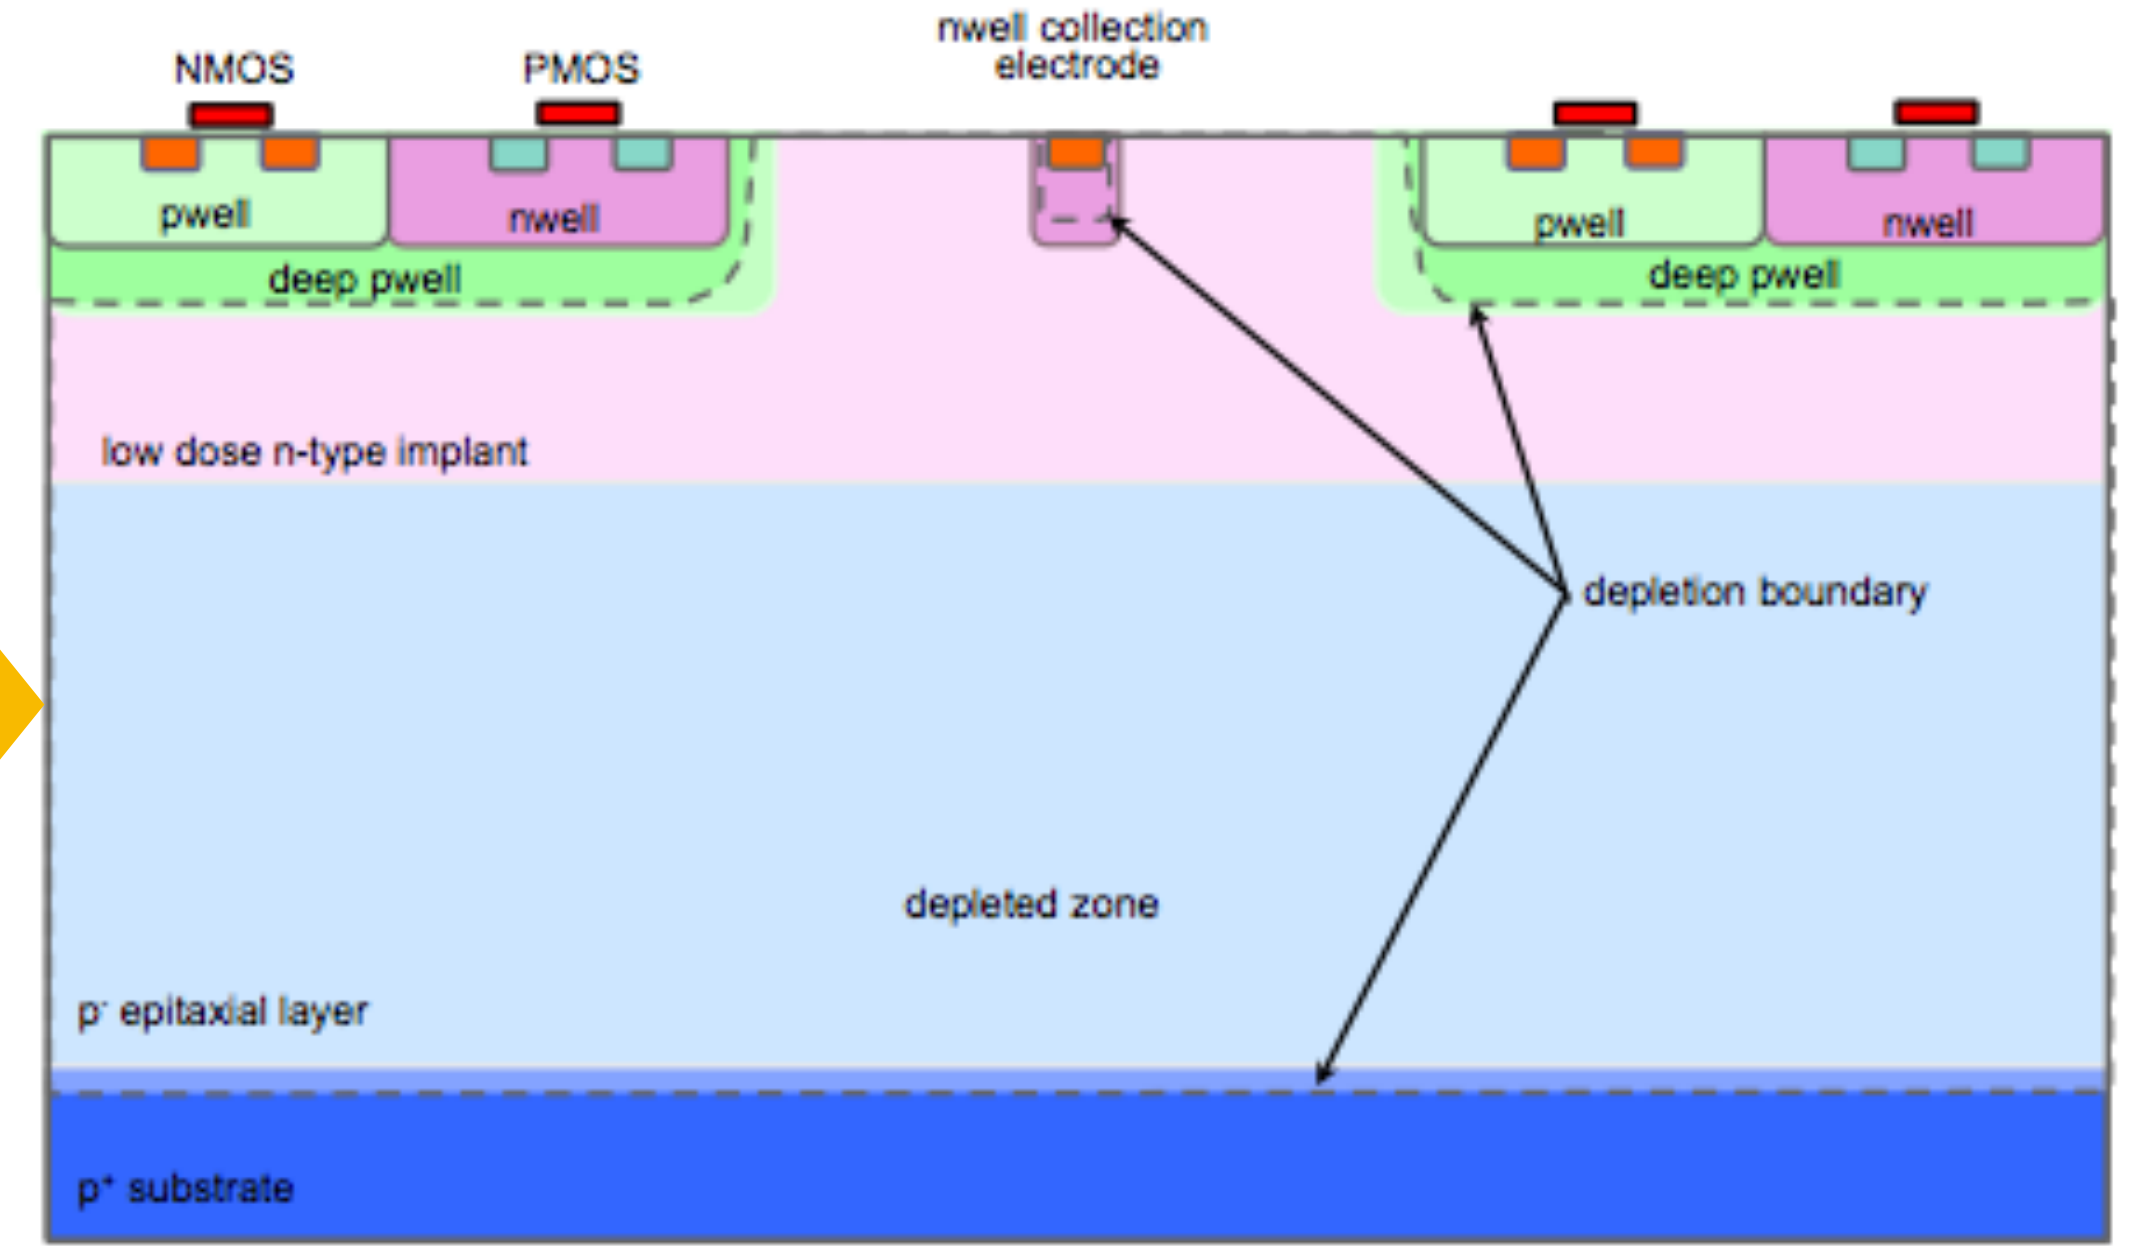 nwell collection
electrode
NMOS
PMOS
pwell
nwell
pwell
nwell
deep pwell
deep pwell
low dose n-type implant
depletion boundary
depleted zone
p⁻ epitaxial layer
p⁺ substrate